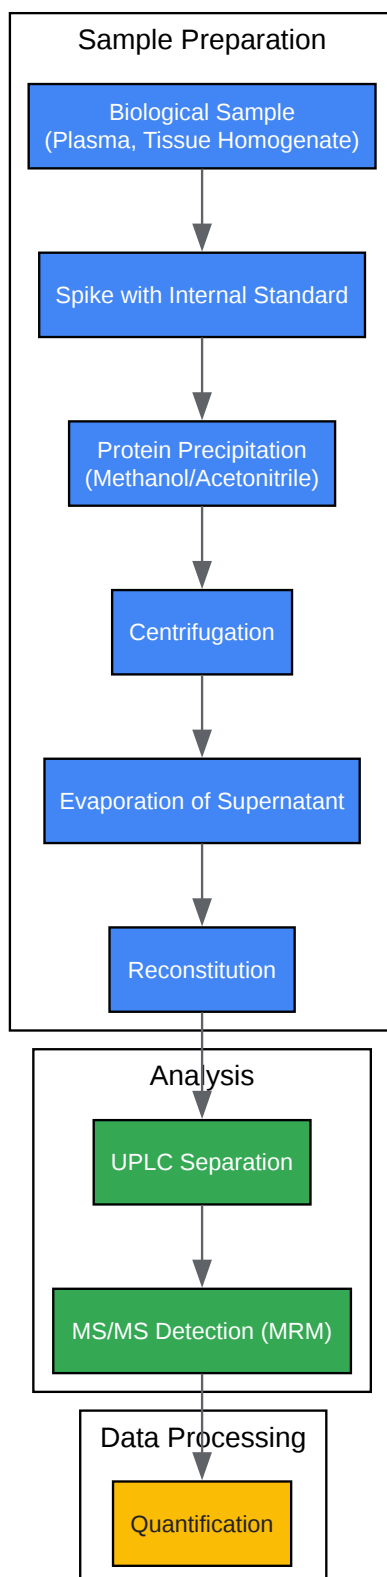 Sample Preparation
Biological Sample
(Plasma, Tissue Homogenate)
Spike with Internal Standard
Protein Precipitation
(Methanol/Acetonitrile)
Centrifugation
Evaporation of Supernatant
Reconstitution
Analysis
UPLC Separation
MS/MS Detection (MRM)
Data Processing
Quantification